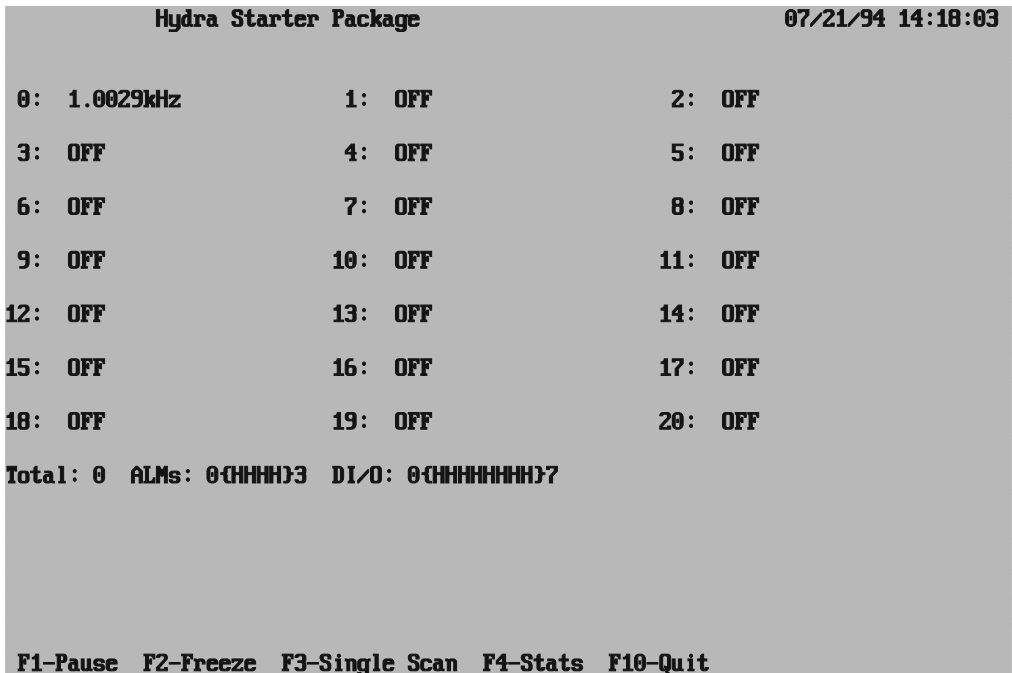 Hydra Starter Package 07/21/94 14:18:03
0: 1.0029kHz 1: OFF 2: OFF
3: OFF 4: OFF 5: OFF
6: OFF 7: OFF 8: OFF
9: OFF 10: OFF 11: OFF
12: OFF 13: OFF 14: OFF
15: OFF 16: OFF 17: OFF
18: OFF 19: OFF 20: OFF
Total: 0 ALMs: 0{HHHH}3 DI/O: 0{HHHHHHHH}7
F1-Pause F2-Freeze F3-Single Scan F4-Stats F10-Quit